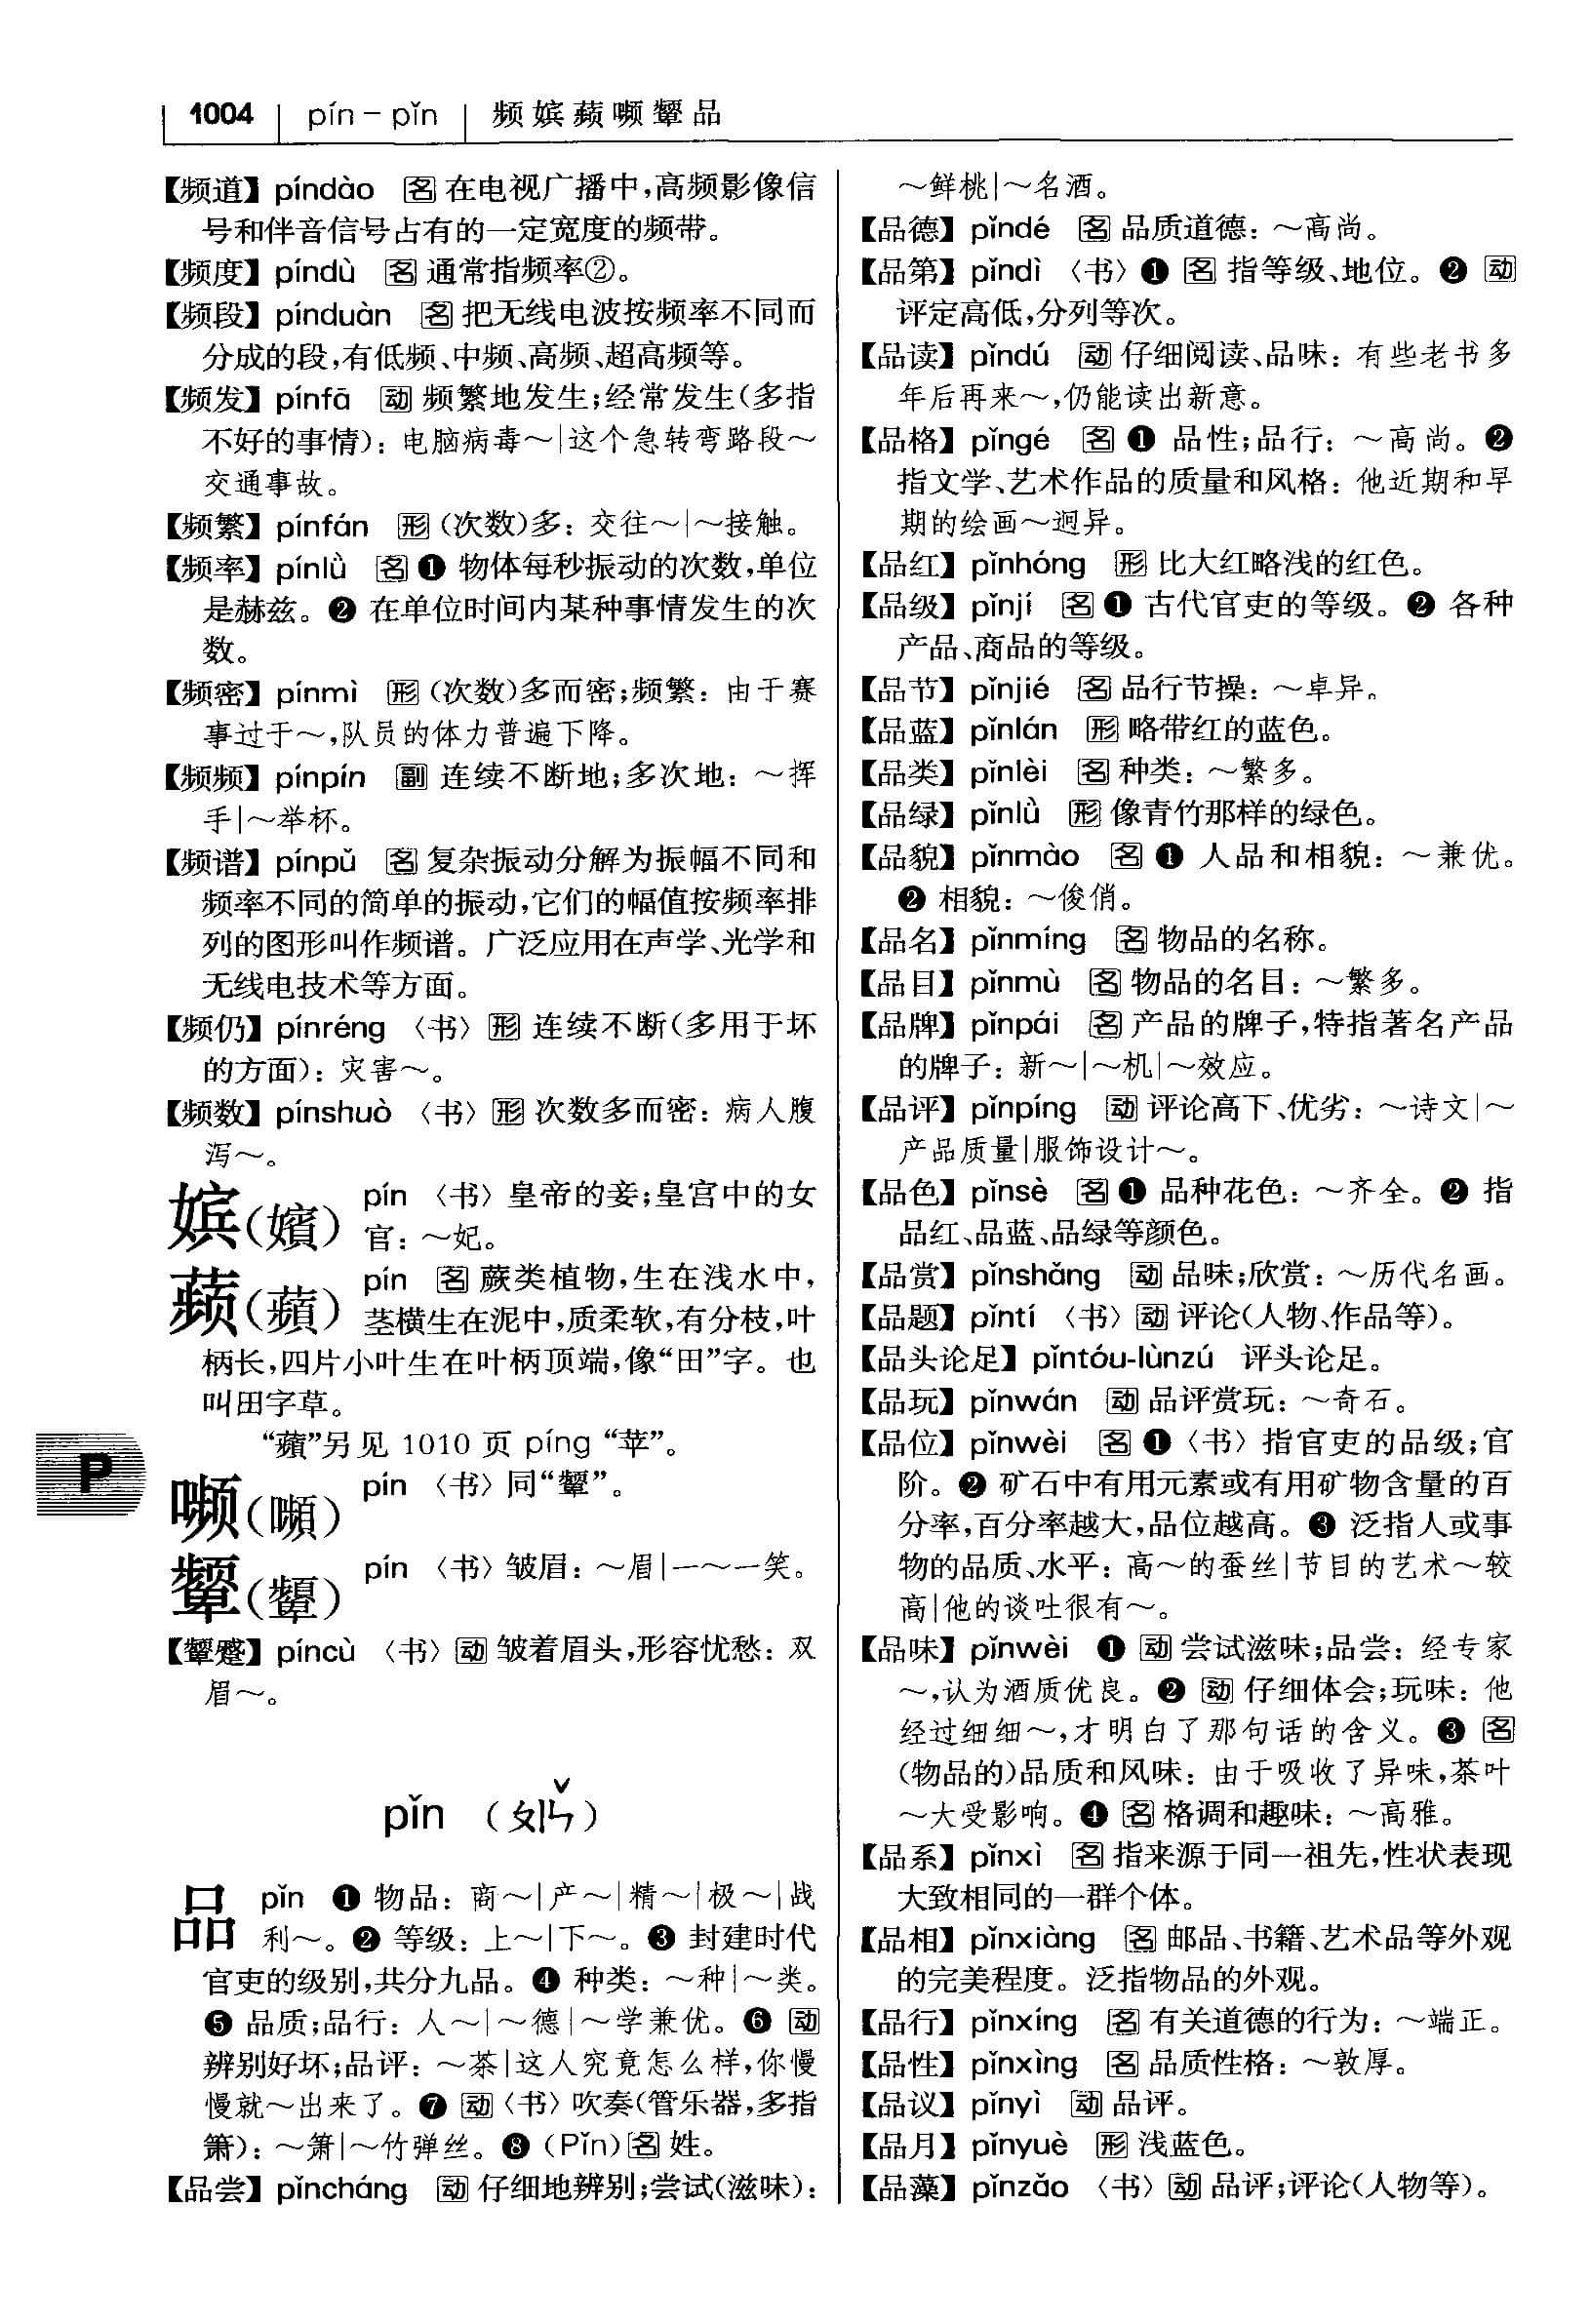 1004 pín－pǐn 频嫔蘋嚬颦品
【频道】 píndào 名 在电视广播中,高频影像信
号和伴音信号占有的一定宽度的频带。
【频度】 píndù 名 通常指频率②。
【频段】 pínduàn 名 把无线电波按频率不同而
分成的段,有低频、中频、高频、超高频等。
【频发】 pínfā 动 频繁地发生;经常发生(多指
不好的事情)：电脑病毒～|这个急转弯路段～
交通事故。
【频繁】 pínfán 形 (次数)多：交往～|～接触。
【频率】 pínlǜ 名 ❶ 物体每秒振动的次数,单位
是赫兹。❷ 在单位时间内某种事情发生的次
数。
【频密】 pínmì 形 (次数)多而密;频繁：由于赛
事过于～,队员的体力普遍下降。
【频频】 pínpín 副 连续不断地;多次地：～挥
手|～举杯。
【频谱】 pínpǔ 名 复杂振动分解为振幅不同和
频率不同的简单的振动,它们的幅值按频率排
列的图形叫作频谱。广泛应用在声学、光学和
无线电技术等方面。
【频仍】 pínréng 〈书〉 形 连续不断(多用于坏
的方面)：灾害～。
【频数】 pínshuò 〈书〉 形 次数多而密：病人腹
泻～。
嫔(嬪) pín 〈书〉 皇帝的妾;皇宫中的女
官：～妃。
蘋(蘋) pín 名 蕨类植物,生在浅水中,
茎横生在泥中,质柔软,有分枝,叶
柄长,四片小叶生在叶柄顶端,像“田”字。也
叫田字草。
“蘋”另见 1010 页 píng “苹”。
嚬(嚬) pín 〈书〉 同“颦”。
颦(顰) pín 〈书〉 皱眉：～眉|一～一笑。
【颦蹙】 píncù 〈书〉 动 皱着眉头,形容忧愁：双
眉～。
pǐn （ㄆㄧㄣˇ）
品 pǐn ❶ 物品：商～|产～|精～|极～|战
利～。❷ 等级：上～|下～。❸ 封建时代
官吏的级别,共分九品。❹ 种类：～种|～类。
❺ 品质;品行：人～|～德|～学兼优。❻ 动
辨别好坏;品评：～茶|这人究竟怎么样,你慢
慢就～出来了。❼ 动〈书〉 吹奏(管乐器,多指
箫)：～箫|～竹弹丝。❽ (Pǐn) 名 姓。
【品尝】 pǐncháng 动 仔细地辨别;尝试(滋味)：
～鲜桃|～名酒。
【品德】 pǐndé 名 品质道德：～高尚。
【品第】 pǐndì 〈书〉 ❶ 名 指等级、地位。❷ 动
评定高低,分列等次。
【品读】 pǐndú 动 仔细阅读、品味：有些老书多
年后再来～,仍能读出新意。
【品格】 pǐngé 名 ❶ 品性;品行：～高尚。❷
指文学、艺术作品的质量和风格：他近期和早
期的绘画～迥异。
【品红】 pǐnhóng 形 比大红略浅的红色。
【品级】 pǐnjí 名 ❶ 古代官吏的等级。❷ 各种
产品、商品的等级。
【品节】 pǐnjié 名 品行节操：～卓异。
【品蓝】 pǐnlán 形 略带红的蓝色。
【品类】 pǐnlèi 名 种类：～繁多。
【品绿】 pǐnlǜ 形 像青竹那样的绿色。
【品貌】 pǐnmào 名 ❶ 人品和相貌：～兼优。
❷ 相貌：～俊俏。
【品名】 pǐnmíng 名 物品的名称。
【品目】 pǐnmù 名 物品的名目：～繁多。
【品牌】 pǐnpái 名 产品的牌子,特指著名产品
的牌子：新～|～机|～效应。
【品评】 pǐnpíng 动 评论高下、优劣：～诗文|～
产品质量|服饰设计～。
【品色】 pǐnsè 名 ❶ 品种花色：～齐全。❷ 指
品红、品蓝、品绿等颜色。
【品赏】 pǐnshǎng 动 品味;欣赏：～历代名画。
【品题】 pǐntí 〈书〉 动 评论(人物、作品等)。
【品头论足】 pǐntóu-lùnzú 评头论足。
【品玩】 pǐnwán 动 品评赏玩：～奇石。
【品位】 pǐnwèi 名 ❶〈书〉 指官吏的品级;官
阶。❷ 矿石中有用元素或有用矿物含量的百
分率,百分率越大,品位越高。❸ 泛指人或事
物的品质、水平：高～的蚕丝|节目的艺术～较
高|他的谈吐很有～。
【品味】 pǐnwèi ❶ 动 尝试滋味;品尝：经专家
～,认为酒质优良。❷ 动 仔细体会;玩味：他
经过细细～,才明白了那句话的含义。❸ 名
(物品的)品质和风味：由于吸收了异味,茶叶
～大受影响。❹ 名 格调和趣味：～高雅。
【品系】 pǐnxì 名 指来源于同一祖先,性状表现
大致相同的一群个体。
【品相】 pǐnxiàng 名 邮品、书籍、艺术品等外观
的完美程度。泛指物品的外观。
【品行】 pǐnxíng 名 有关道德的行为：～端正。
【品性】 pǐnxìng 名 品质性格：～敦厚。
【品议】 pǐnyì 动 品评。
【品月】 pǐnyuè 形 浅蓝色。
【品藻】 pǐnzǎo 〈书〉 动 品评;评论(人物等)。
P